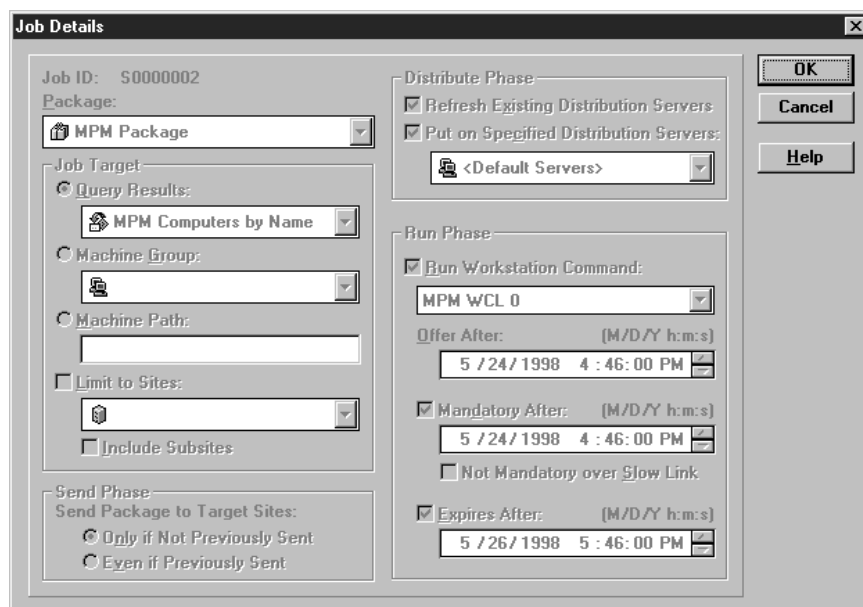 Job Details
Job ID: S0000002
Package:
MPM Package
Job Target
Query Results:
MPM Computers by Name
Machine Group:
Machine Path:
Limit to Sites:
Include Subsites
Send Phase
Send Package to Target Sites:
Only if Not Previously Sent
Even if Previously Sent
Distribute Phase
Refresh Existing Distribution Servers
Put on Specified Distribution Servers:
<Default Servers>
Run Phase
Run Workstation Command:
MPM WCL 0
Offer After: (M/D/Y h:m:s)
5 / 24 / 1998 4 : 46 : 00 PM
Mandatory After: (M/D/Y h:m:s)
5 / 24 / 1998 4 : 46 : 00 PM
Not Mandatory over Slow Link
Expires After: (M/D/Y h:m:s)
5 / 26 / 1998 5 : 46 : 00 PM
OK
Cancel
Help